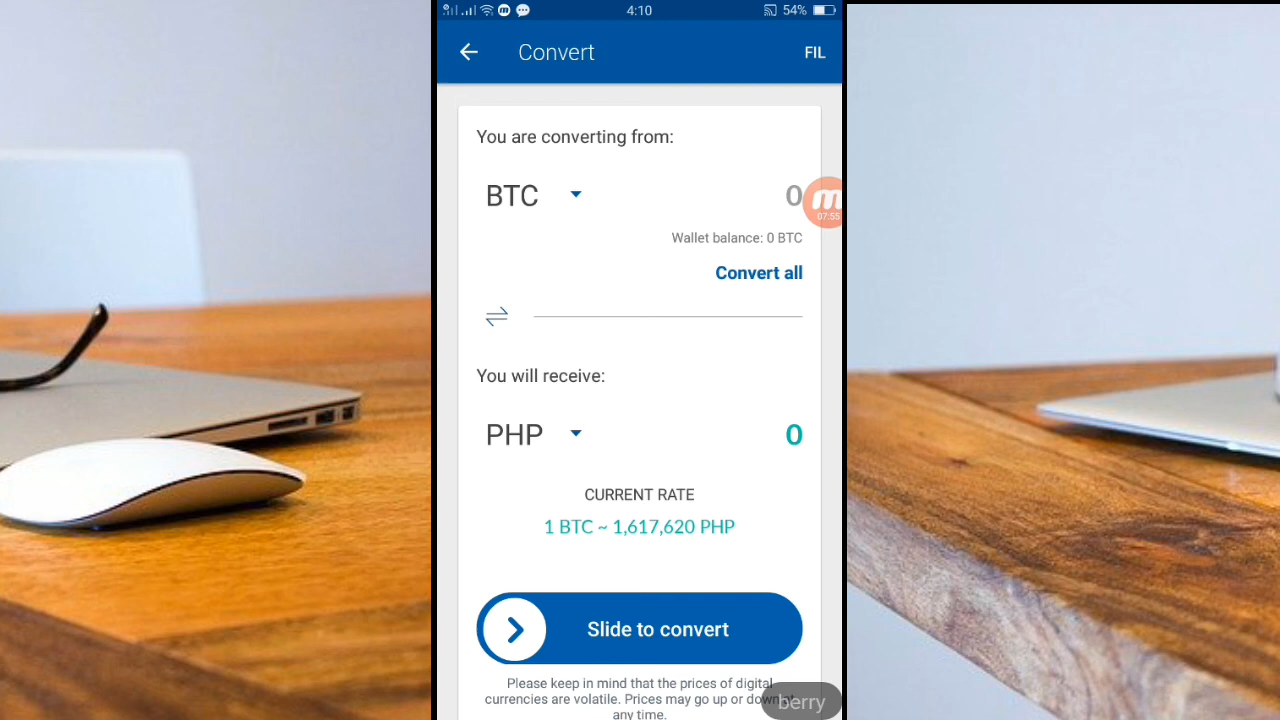 4:10
54%
Convert
FIL
You are converting from:
BTC
0
07:55
Wallet balance: 0 BTC
Convert all
You will receive:
PHP
0
CURRENT RATE
1 BTC ~ 1,617,620 PHP
Slide to convert
Please keep in mind that the prices of digital
currencies are volatile. Prices may go up or down at
any time.
berry